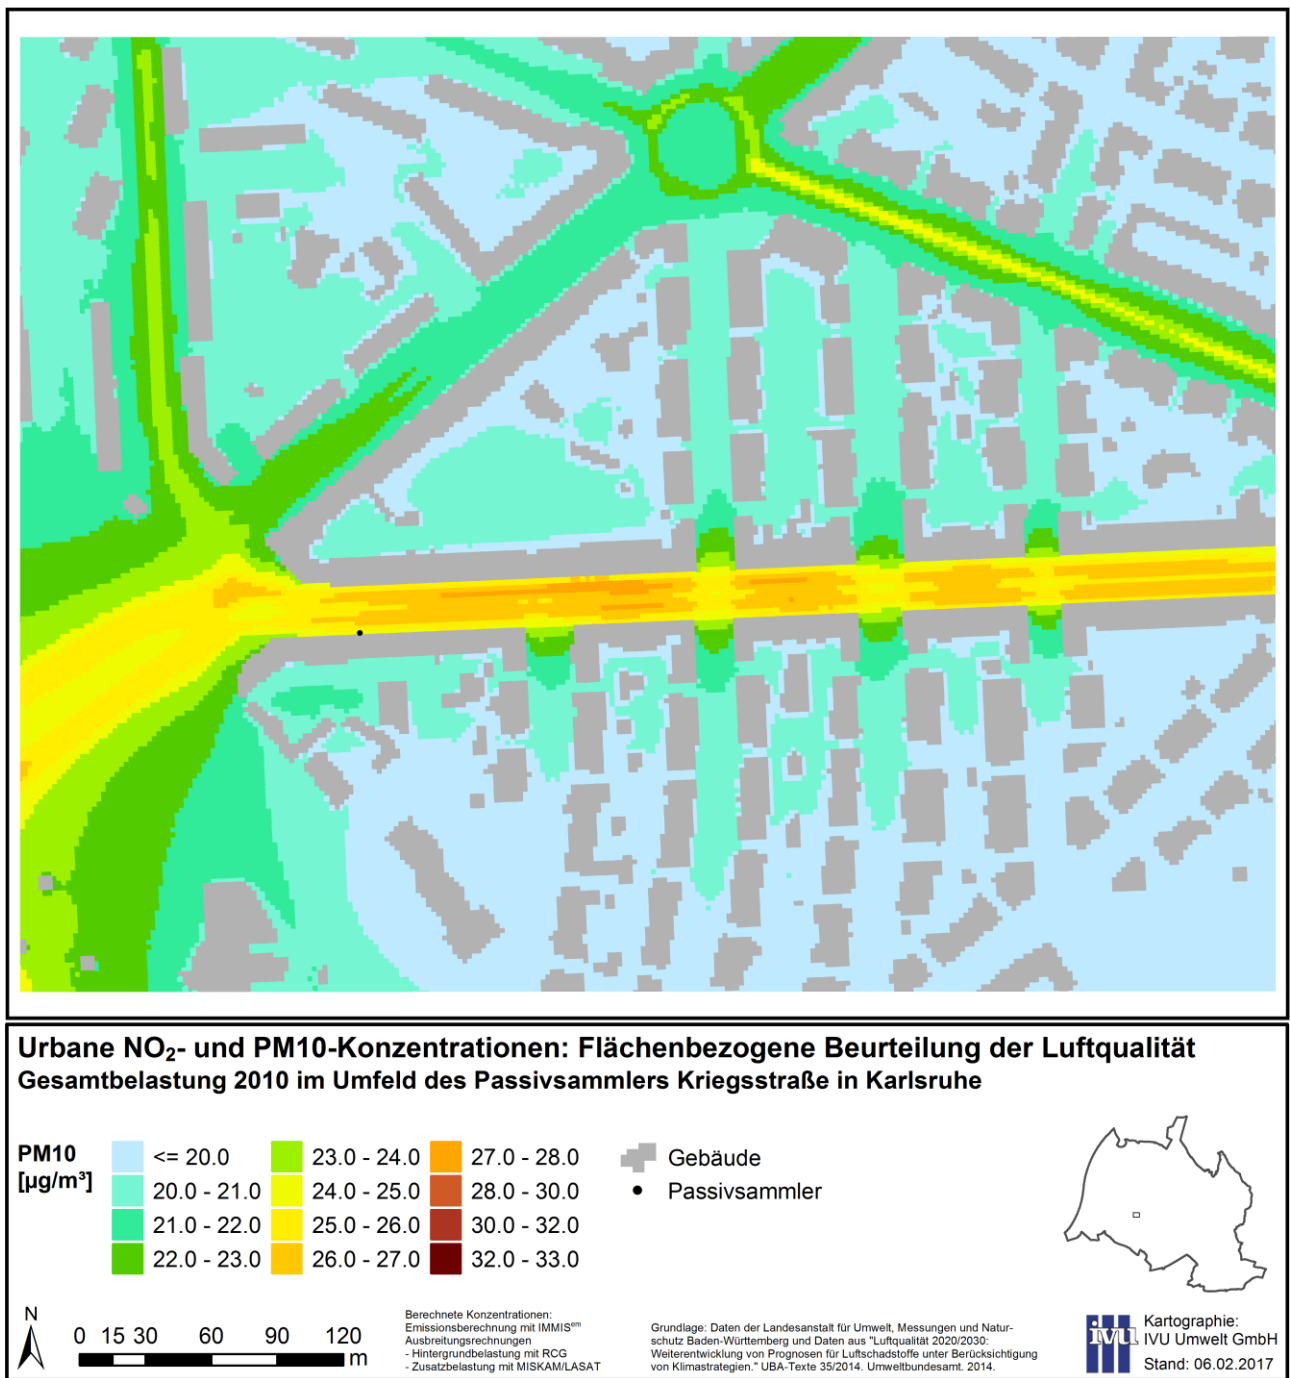 Urbane NO₂- und PM10-Konzentrationen: Flächenbezogene Beurteilung der Luftqualität
Gesamtbelastung 2010 im Umfeld des Passivsammlers Kriegsstraße in Karlsruhe
PM10
[µg/m³]
<= 20.0
20.0 - 21.0
21.0 - 22.0
22.0 - 23.0
23.0 - 24.0
24.0 - 25.0
25.0 - 26.0
26.0 - 27.0
27.0 - 28.0
28.0 - 30.0
30.0 - 32.0
32.0 - 33.0
Gebäude
Passivsammler
N
0 15 30 60 90 120
m
Berechnete Konzentrationen:
Emissionsberechnung mit IMMISᵉᵐ
Ausbreitungsrechnungen
- Hintergrundbelastung mit RCG
- Zusatzbelastung mit MISKAM/LASAT
Grundlage: Daten der Landesanstalt für Umwelt, Messungen und Natur-
schutz Baden-Württemberg und Daten aus "Luftqualität 2020/2030:
Weiterentwicklung von Prognosen für Luftschadstoffe unter Berücksichtigung
von Klimastrategien." UBA-Texte 35/2014. Umweltbundesamt. 2014.
ivu
Kartographie:
IVU Umwelt GmbH
Stand: 06.02.2017